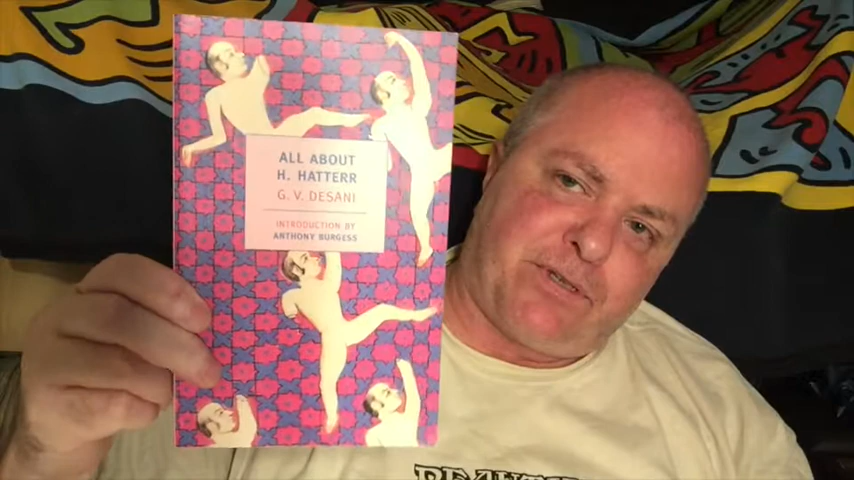 ALL ABOUT
H. HATTERR
G. V. DESANI
INTRODUCTION BY
ANTHONY BURGESS